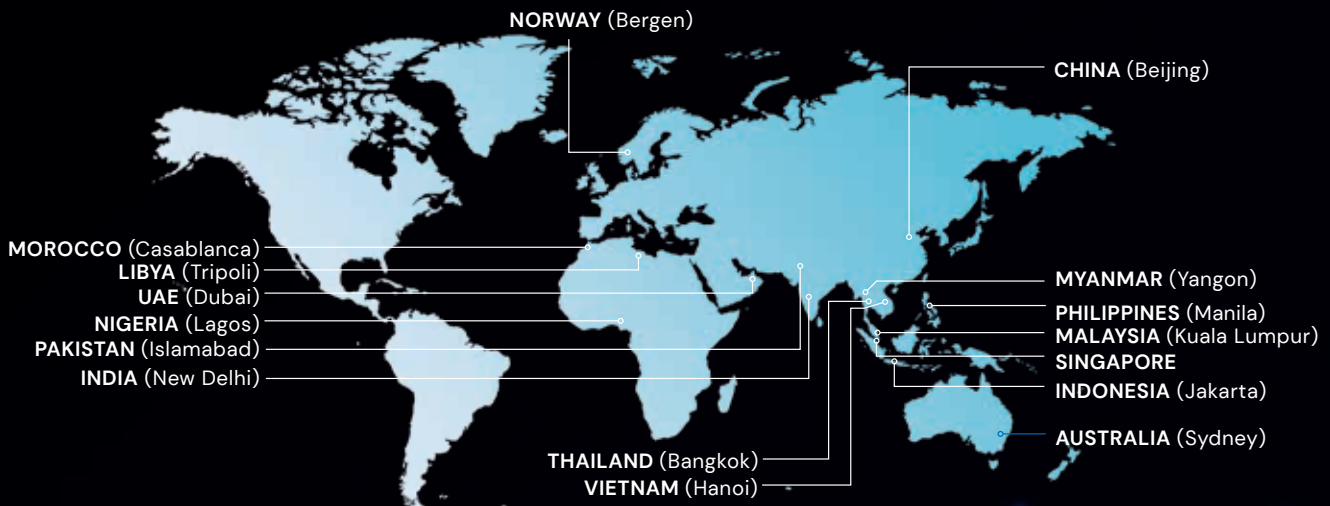 NORWAY (Bergen)
CHINA (Beijing)
MOROCCO (Casablanca)
LIBYA (Tripoli)
UAE (Dubai)
NIGERIA (Lagos)
PAKISTAN (Islamabad)
INDIA (New Delhi)
MYANMAR (Yangon)
PHILIPPINES (Manila)
MALAYSIA (Kuala Lumpur)
SINGAPORE
INDONESIA (Jakarta)
AUSTRALIA (Sydney)
THAILAND (Bangkok)
VIETNAM (Hanoi)